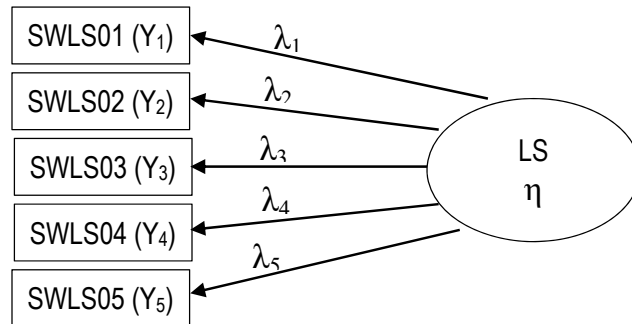 SWLS01 (Y₁)
λ₁
SWLS02 (Y₂)
λ₂
SWLS03 (Y₃)
λ₃
SWLS04 (Y₄)
λ₄
SWLS05 (Y₅)
λ₅
LS
η